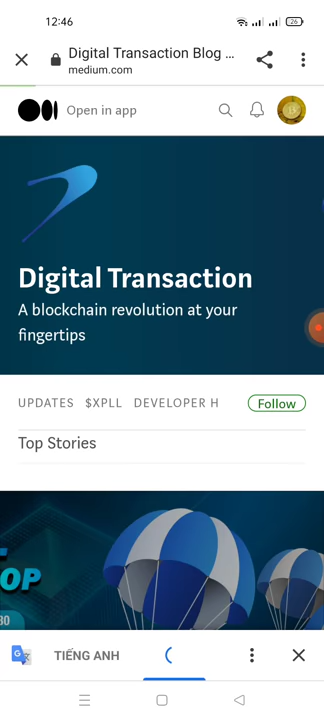 12:46
26
Digital Transaction Blog ...
medium.com
Open in app
Digital Transaction
A blockchain revolution at your
fingertips
UPDATES $XPLL DEVELOPER H
Follow
Top Stories
OP
30
TIẾNG ANH